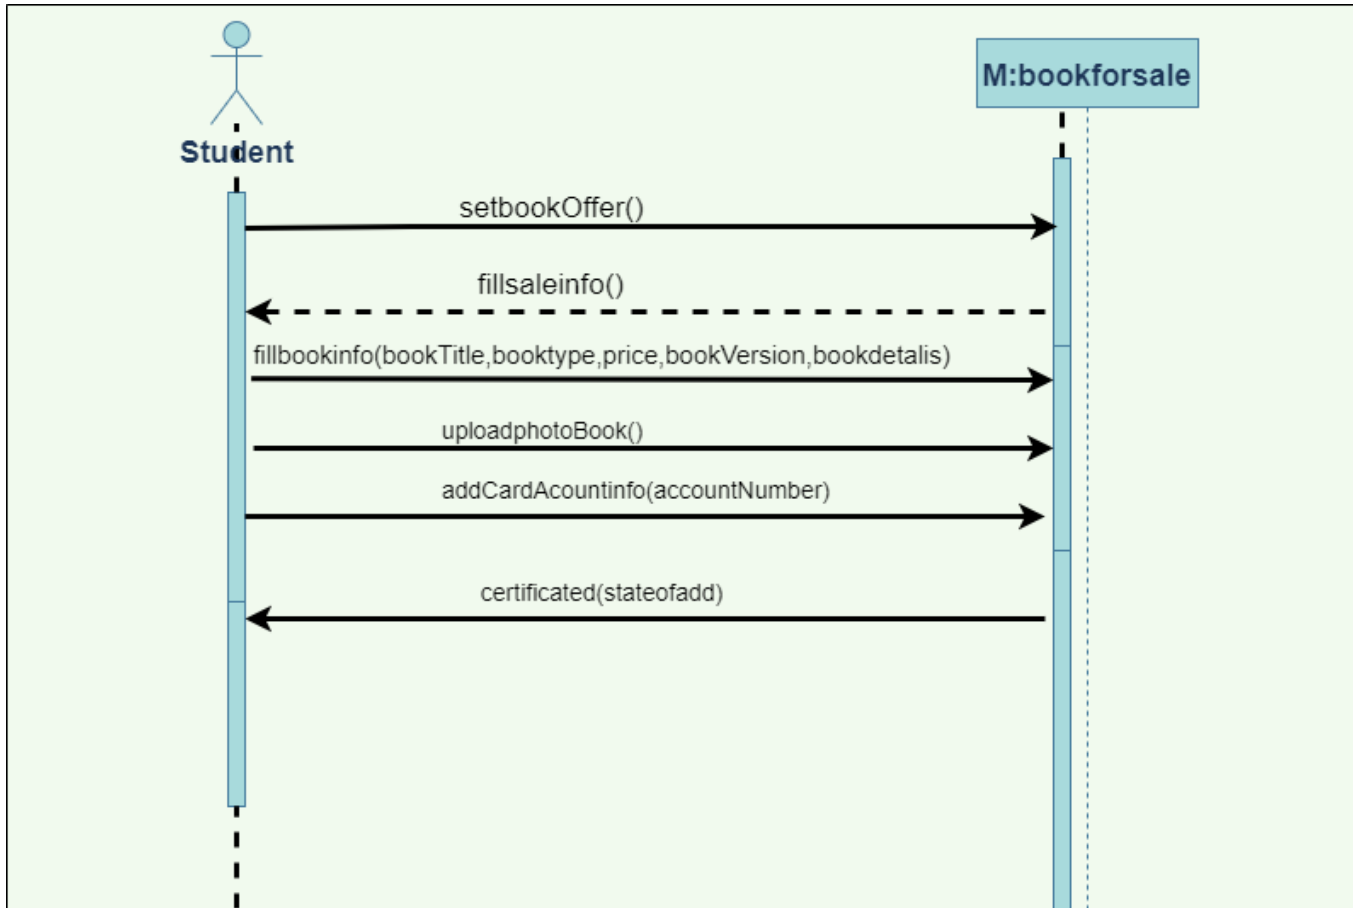 M:bookforsale
Student
setbookOffer()
fillsaleinfo()
fillbookinfo(bookTitle,booktype,price,bookVersion,bookdetalis)
uploadphotoBook()
addCardAcountinfo(accountNumber)
certificated(stateofadd)